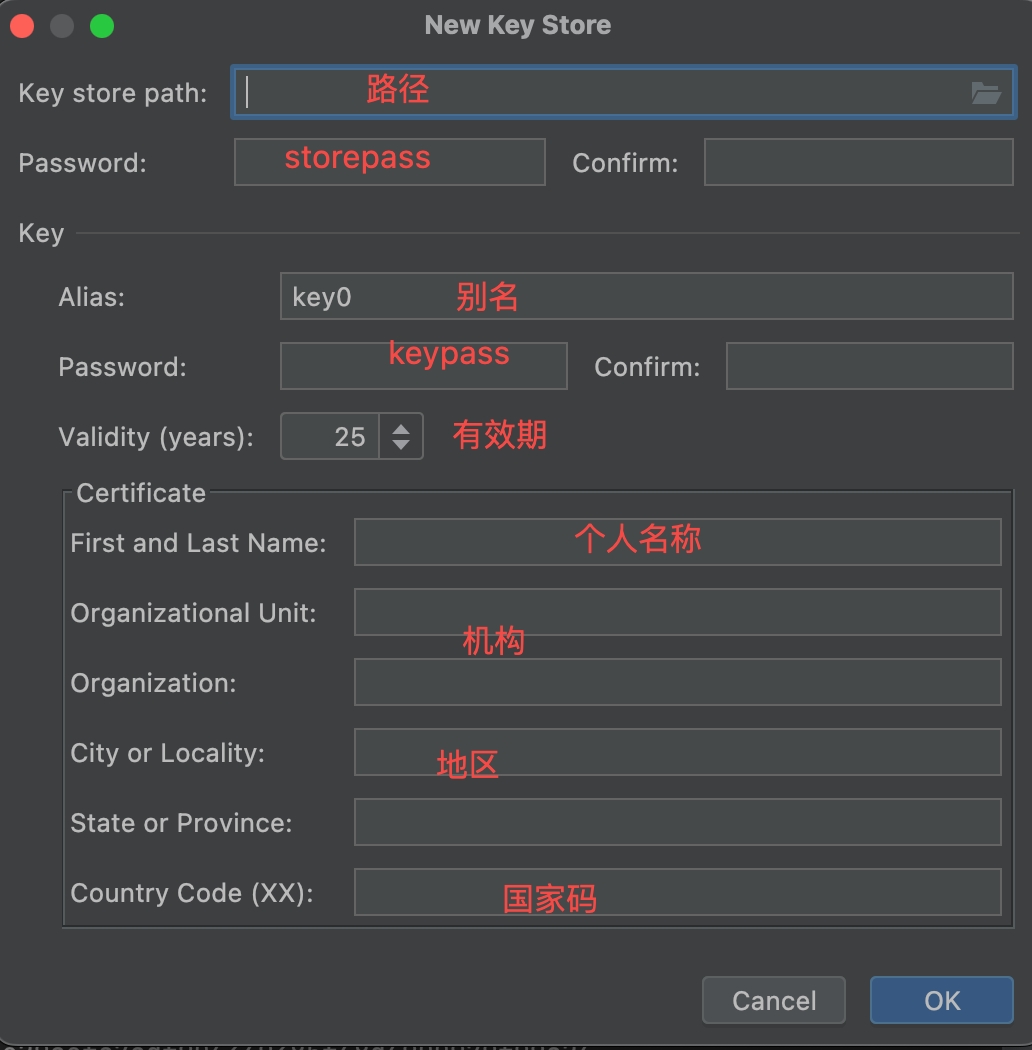 New Key Store
Key store path: 路径
Password: storepass Confirm:
Key
Alias: key0 别名
Password: keypass Confirm:
Validity (years): 25 有效期
Certificate
First and Last Name: 个人名称
Organizational Unit:
机构
Organization:
City or Locality: 地区
State or Province:
Country Code (XX): 国家码
Cancel OK